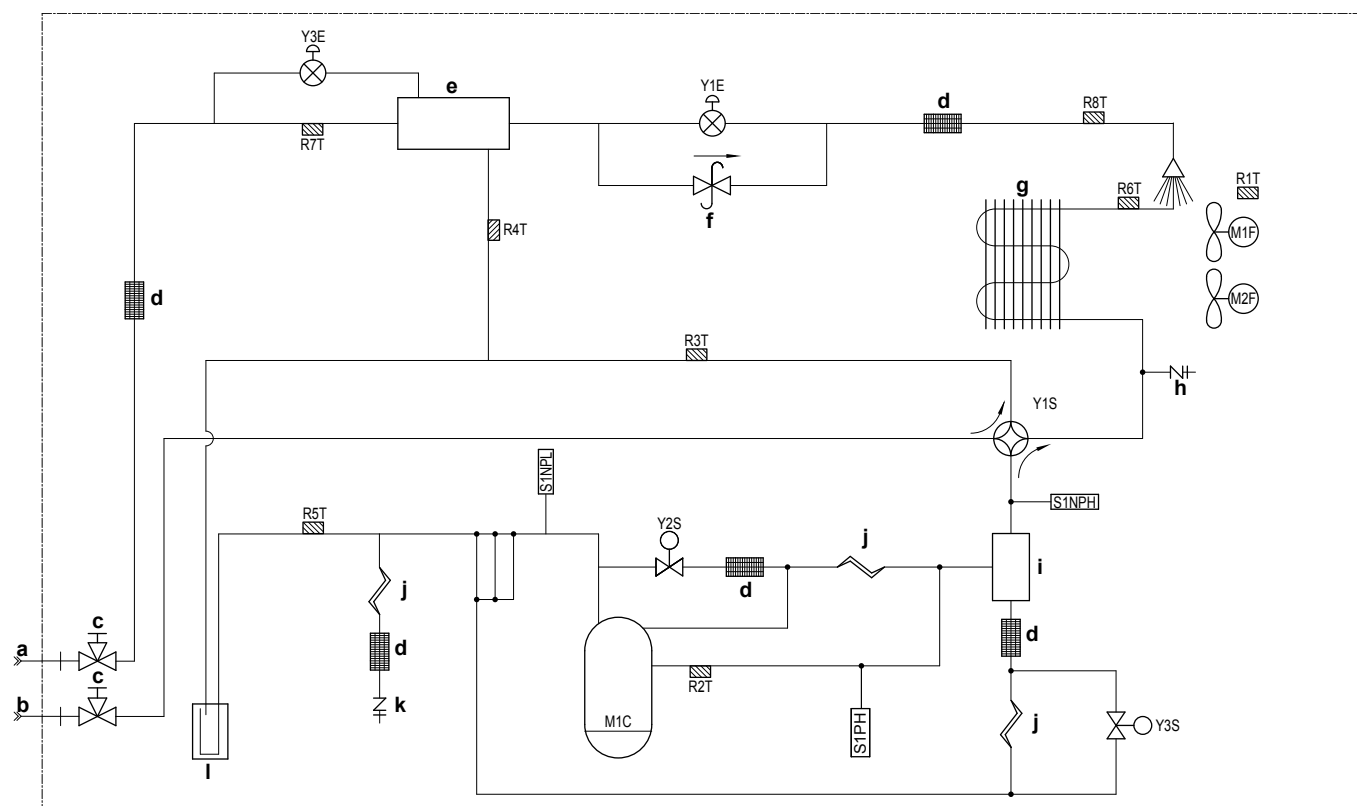 Y3E
e
Y1E
d
R8T
R7T
R1T
g
R6T
f
R4T
M1F
d
M2F
R3T
h
Y1S
S1NPL
S1NPH
R5T
Y2S
j
i
j
d
d
c
a
d
R2T
k
c
b
M1C
S1PH
j
Y3S
l